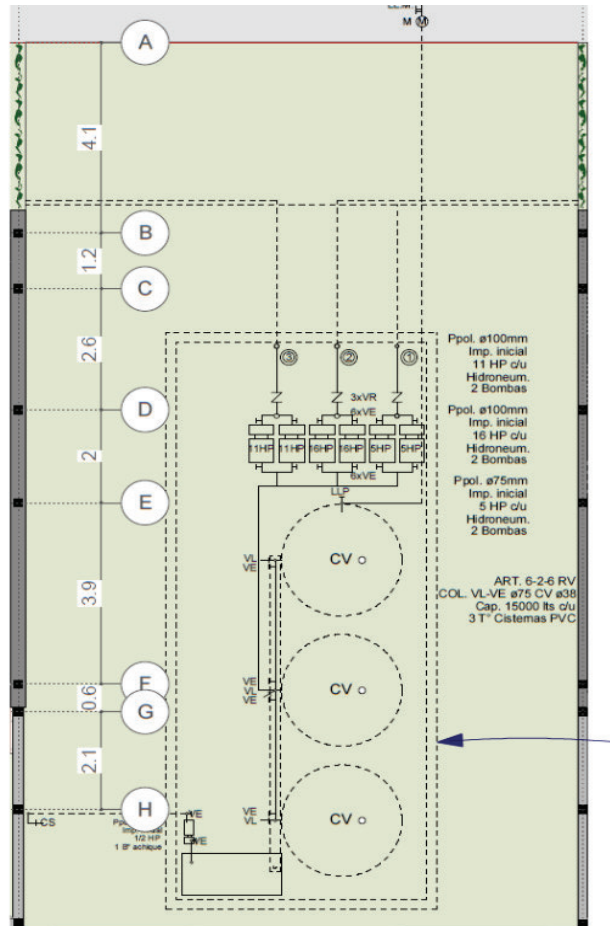 M M
A
4.1
B
1.2
C
2.6
3 2 1
Ppol. ø100mm
Imp. inicial
11 HP c/u
Hidroneum.
2 Bombas
3xVR
D
6xVE
Ppol. ø100mm
Imp. inicial
16 HP c/u
Hidroneum.
2 Bombas
11HP 11HP 16HP 16HP 5HP 5HP
2
6xVE
LLP
Ppol. ø75mm
Imp. inicial
5 HP c/u
Hidroneum.
2 Bombas
E
VL
VE
CV
ART. 6-2-6 RV
COL. VL-VE ø75 CV ø38
Cap. 15000 lts c/u
3 T° Cisternas PVC
3.9
F
VE
VL
VE
CV
0.6
G
2.1
H
VE
VL
CV
VE
CS
1/2 HP
1 8" achique
VE